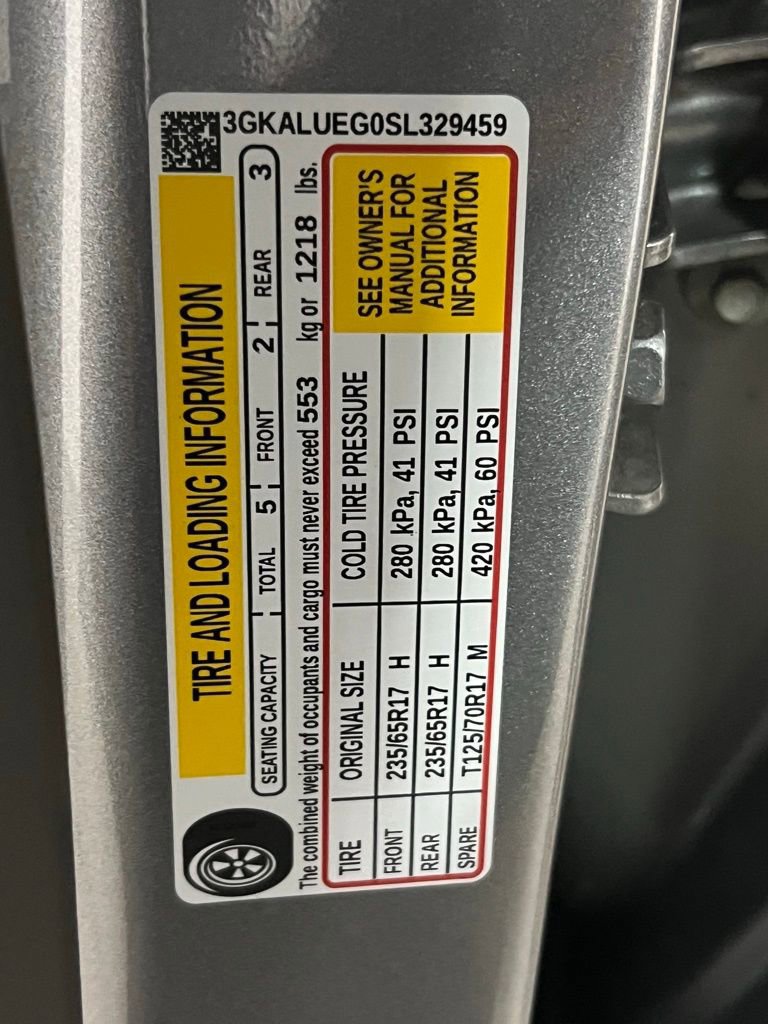 3GKALUEG0SL329459
TIRE AND LOADING INFORMATION
SEATING CAPACITY TOTAL 5 FRONT 2 REAR 3
The combined weight of occupants and cargo must never exceed 553 kg or 1218 lbs.
TIRE ORIGINAL SIZE COLD TIRE PRESSURE
FRONT 235/65R17 H 280 kPa, 41 PSI
REAR 235/65R17 H 280 kPa, 41 PSI
SPARE T125/70R17 M 420 kPa, 60 PSI
SEE OWNER'S
MANUAL FOR
ADDITIONAL
INFORMATION